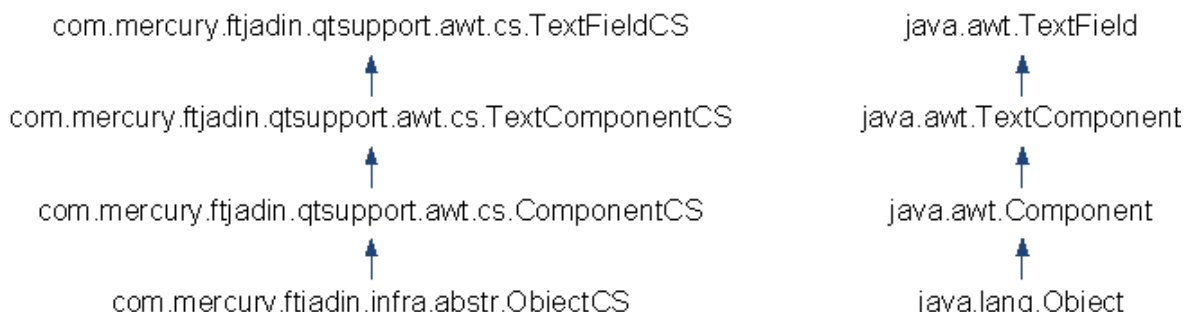 com.mercury.ftjadin.qtsupport.awt.cs.TextFieldCS
java.awt.TextField
com.mercury.ftjadin.qtsupport.awt.cs.TextComponentCS
java.awt.TextComponent
com.mercury.ftjadin.qtsupport.awt.cs.ComponentCS
java.awt.Component
com.mercury.ftjadin.infra.abstr.ObjectCS
java.lang.Object